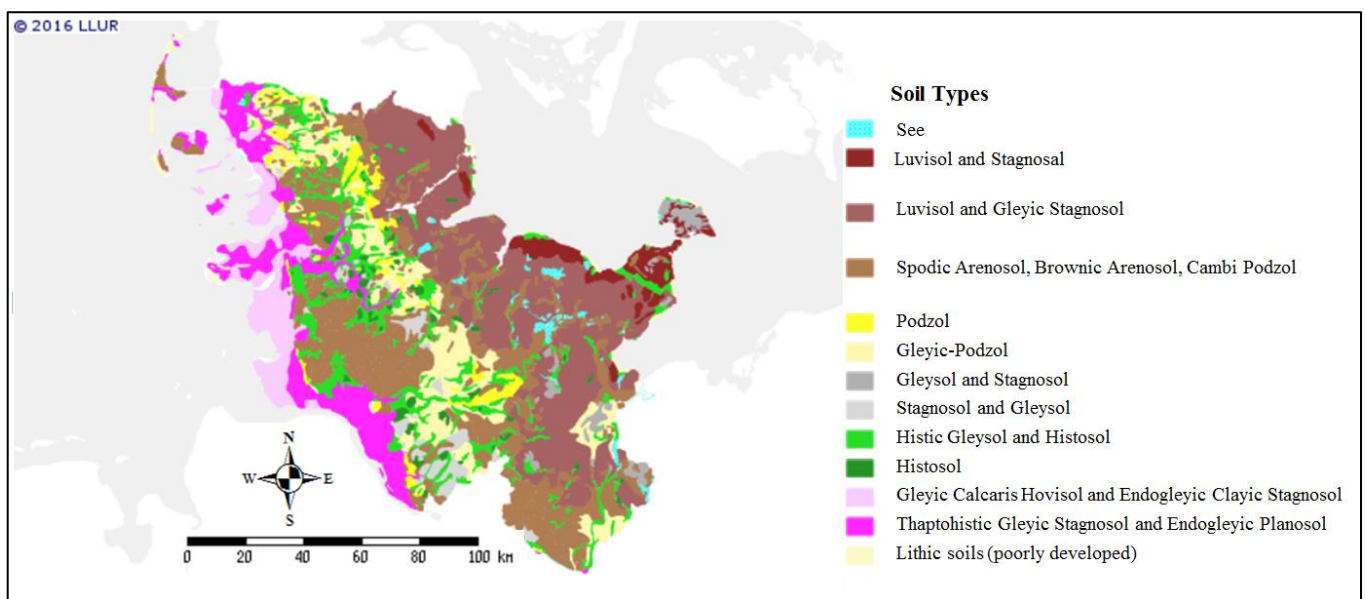 © 2016 LLUR
Soil Types
See
Luvisol and Stagnosal
Luvisol and Gleyic Stagnosol
Spodic Arenosol, Brownic Arenosol, Cambi Podzol
Podzol
Gleyic-Podzol
Gleysol and Stagnosol
Stagnosol and Gleysol
Histic Gleysol and Histosol
Histosol
Gleyic Calcaris Hovisol and Endogleyic Clayic Stagnosol
Thaptohistic Gleyic Stagnosol and Endogleyic Planosol
Lithic soils (poorly developed)
N
W E
S
0 20 40 60 80 100 км